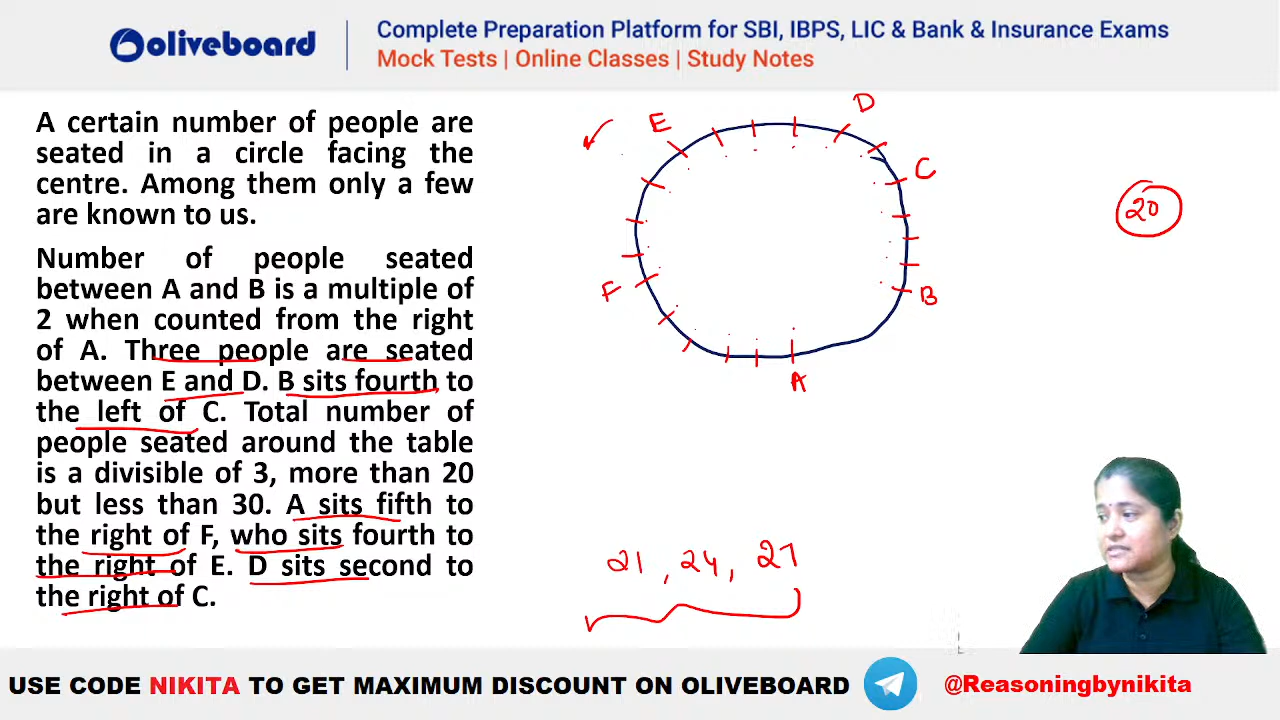 oliveboard
Complete Preparation Platform for SBI, IBPS, LIC & Bank & Insurance Exams
Mock Tests | Online Classes | Study Notes
A certain number of people are
seated in a circle facing the
centre. Among them only a few
are known to us.
Number of people seated
between A and B is a multiple of
2 when counted from the right
of A. Three people are seated
between E and D. B sits fourth to
the left of C. Total number of
people seated around the table
is a divisible of 3, more than 20
but less than 30. A sits fifth to
the right of F, who sits fourth to
the right of E. D sits second to
the right of C.
E
D
C
B
A
F
20
21, 24, 27
USE CODE NIKITA TO GET MAXIMUM DISCOUNT ON OLIVEBOARD
@Reasoningbynikita